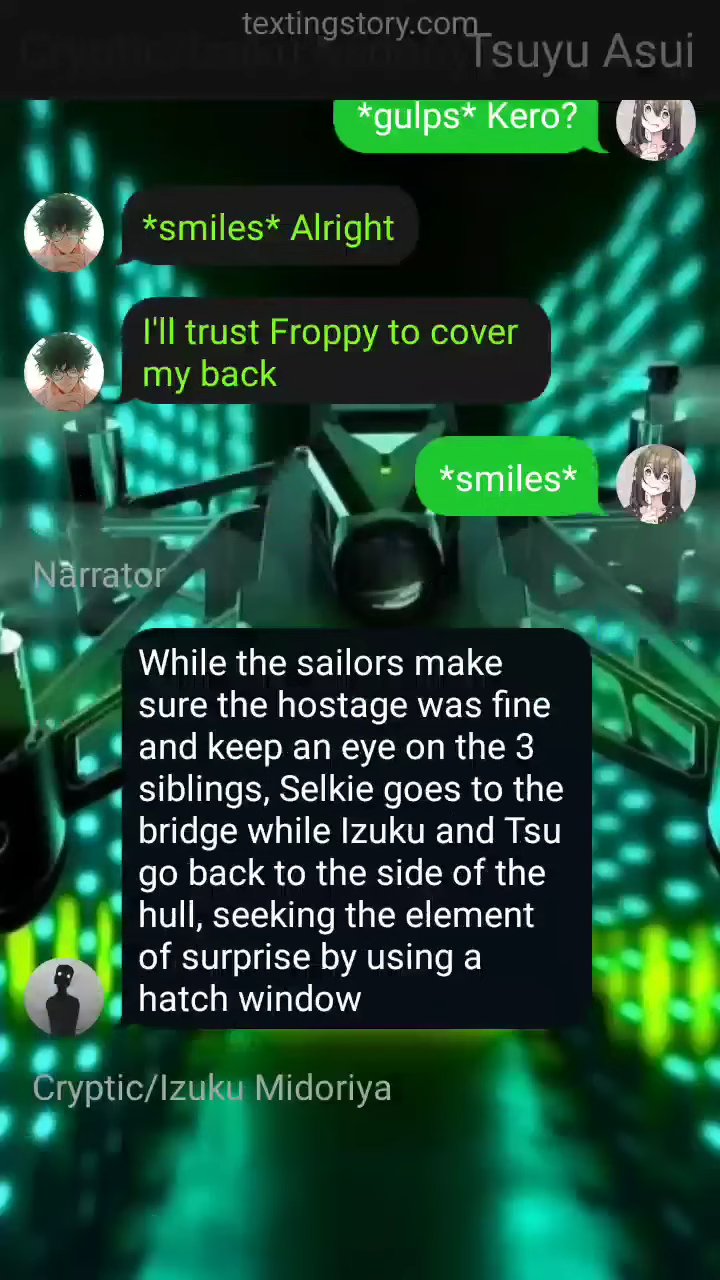 textingstory.com
Tsuyu Asui
*gulps* Kero?
*smiles* Alright
I'll trust Froppy to cover
my back
*smiles*
Narrator
While the sailors make
sure the hostage was fine
and keep an eye on the 3
siblings, Selkie goes to the
bridge while Izuku and Tsu
go back to the side of the
hull, seeking the element
of surprise by using a
hatch window
Cryptic/Izuku Midoriya